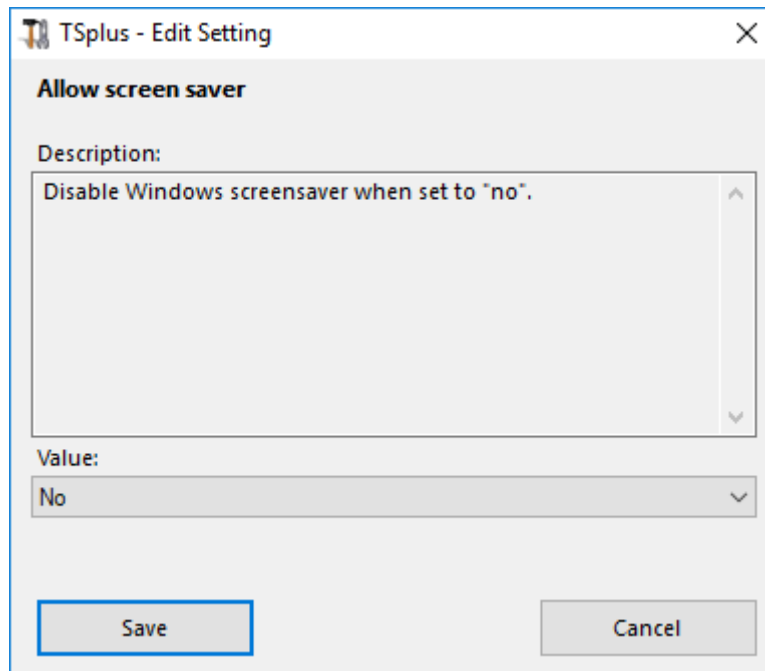 TSplus - Edit Setting
Allow screen saver
Description:
Disable Windows screensaver when set to "no".
Value:
No
Save
Cancel